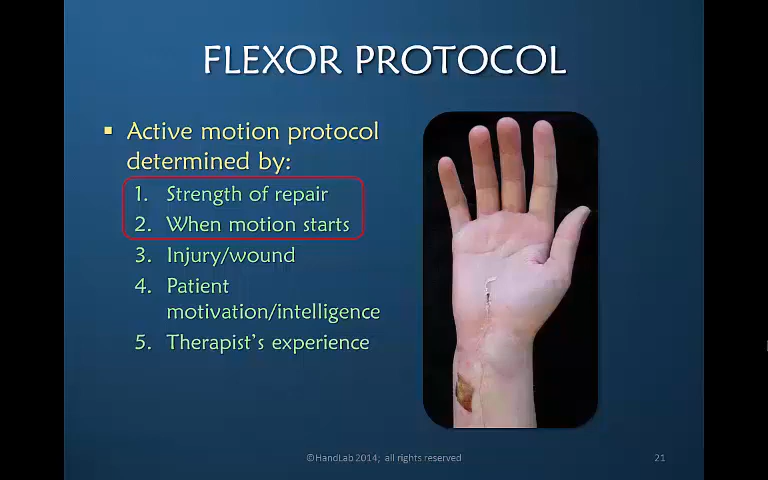 FLEXOR PROTOCOL
▪ Active motion protocol
determined by:
1. Strength of repair
2. When motion starts
3. Injury/wound
4. Patient
motivation/intelligence
5. Therapist's experience
©HandLab 2014; all rights reserved
21